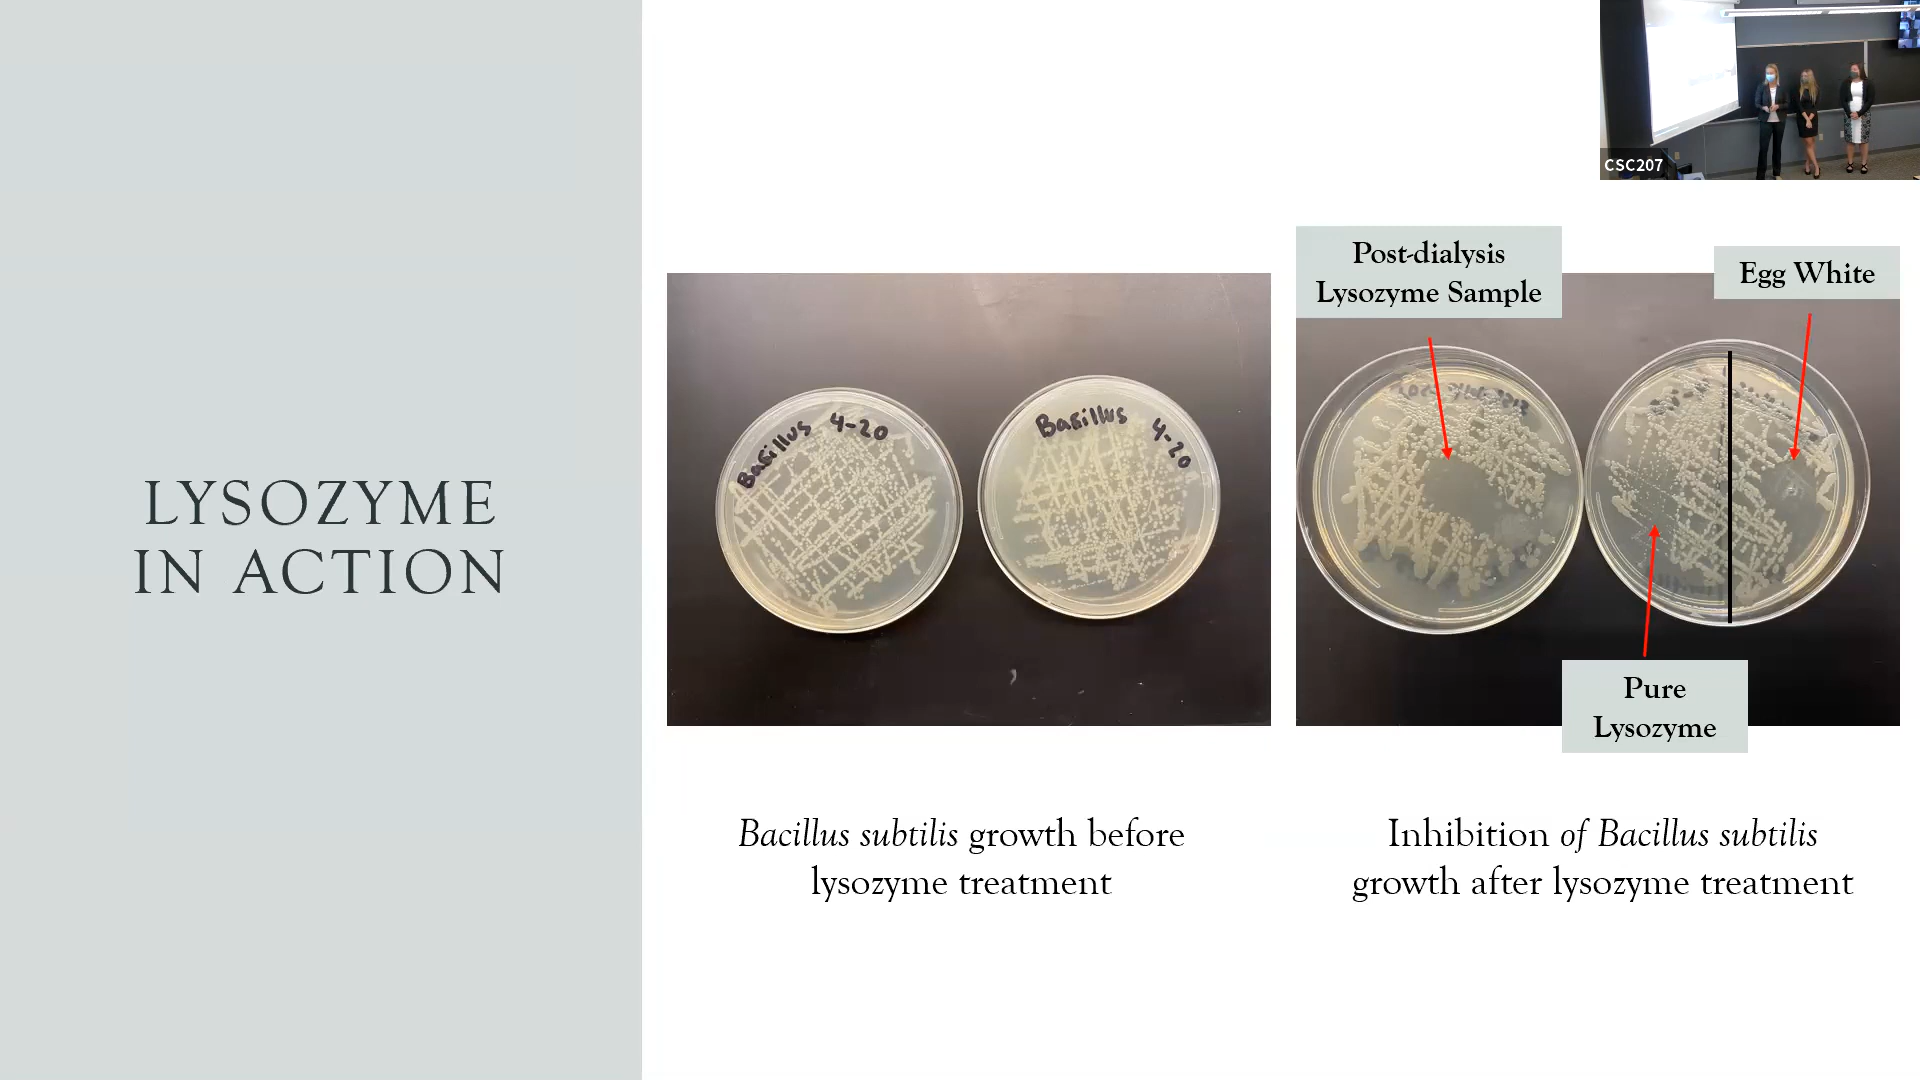 LYSOZYME
IN ACTION
CSC207
Post-dialysis
Lysozyme Sample
Egg White
Bacillus 4-20
Bacillus 4-20
Pure
Lysozyme
Bacillus subtilis growth before
lysozyme treatment
Inhibition of Bacillus subtilis
growth after lysozyme treatment